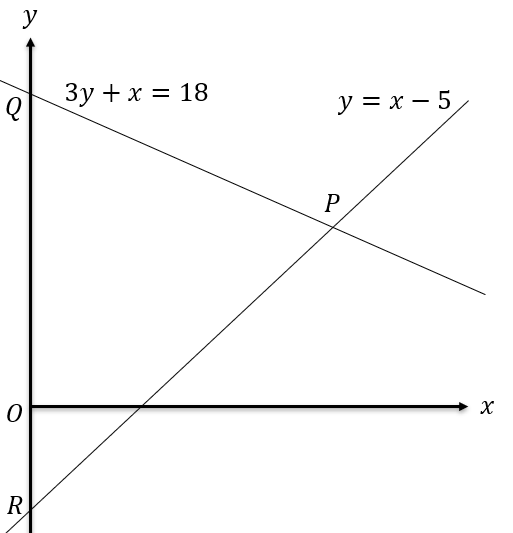 y
3y + x = 18
y = x − 5
Q
P
O
x
R